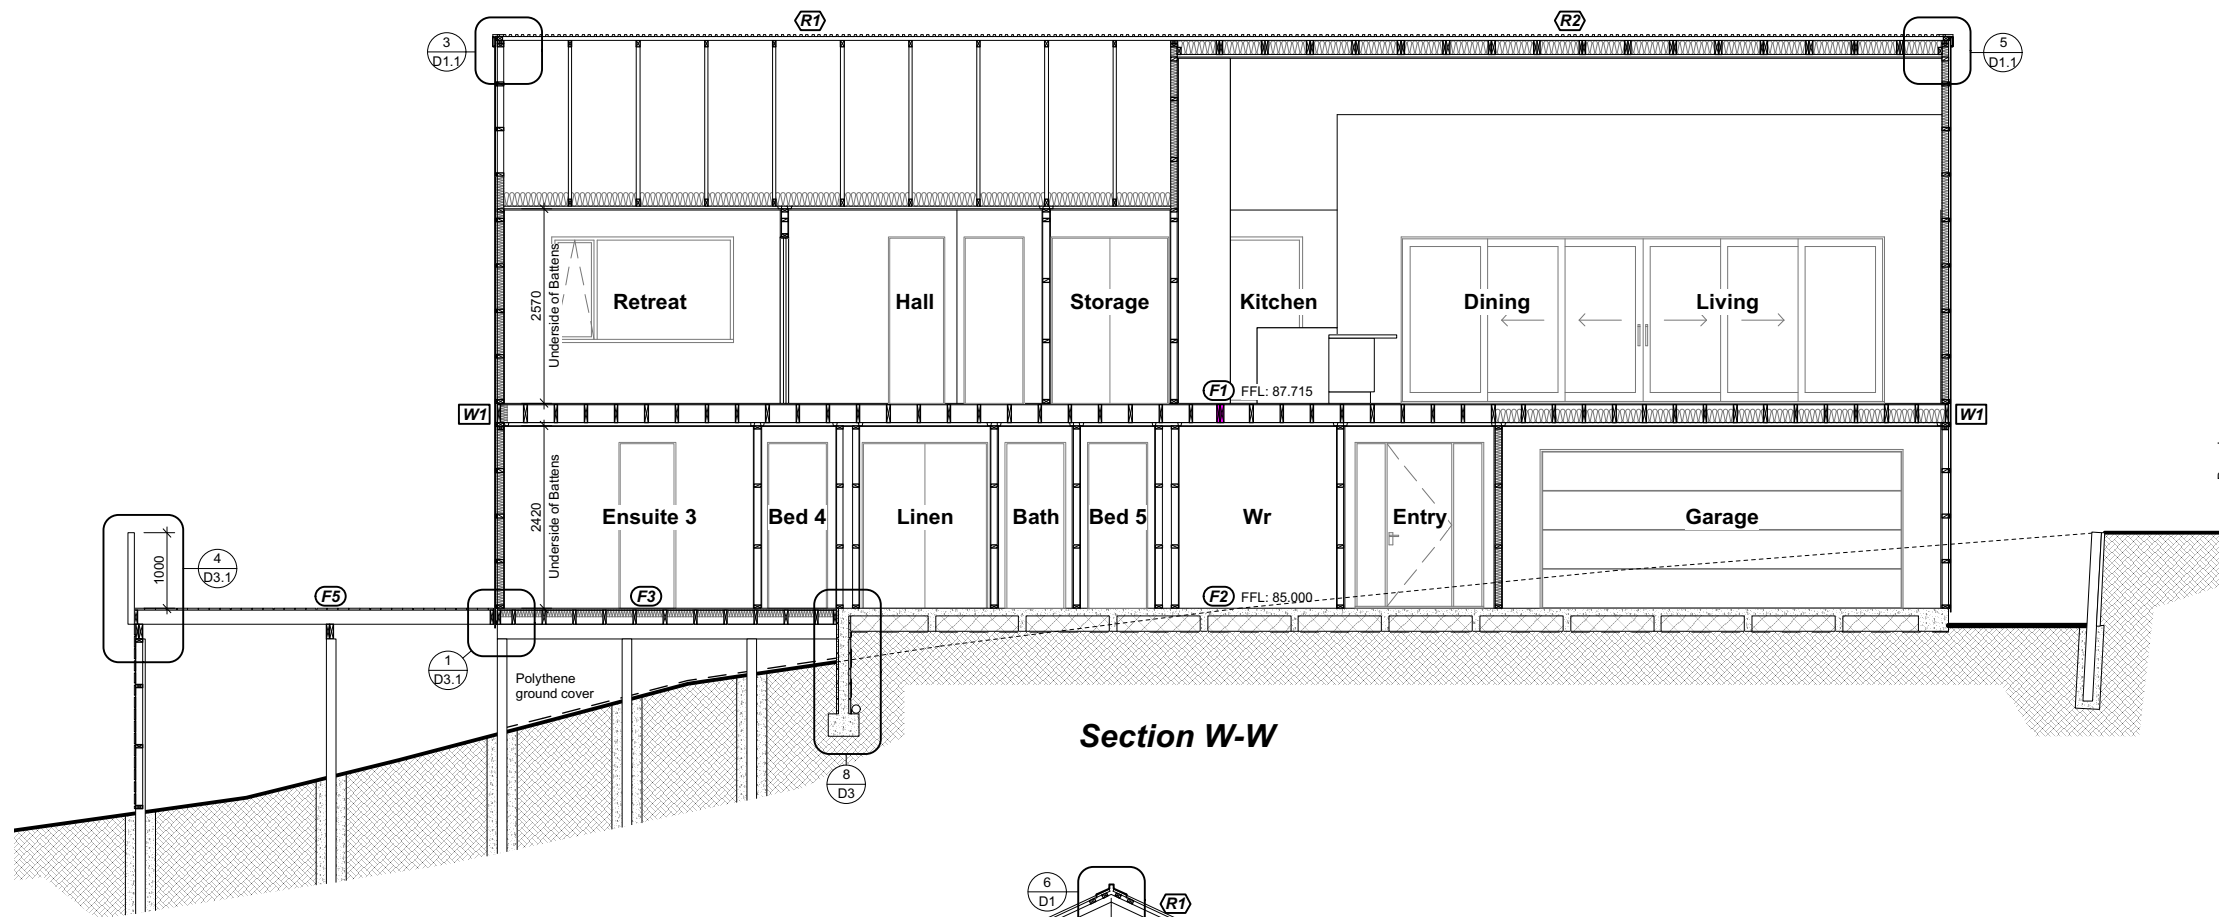 R1
R2
3
D1.1
5
D1.1
2570
Underside of Battens
Retreat
Hall
Storage
Kitchen
Dining
Living
F1 FFL: 87.715
W1
W1
2420
Underside of Battens
Ensuite 3
Bed 4
Linen
Bath
Bed 5
Wr
Entry
Garage
1000
4
D3.1
F5
F3
F2 FFL: 85.000
1
D3.1
Polythene
ground cover
8
D3
Section W-W
6
D1
R1